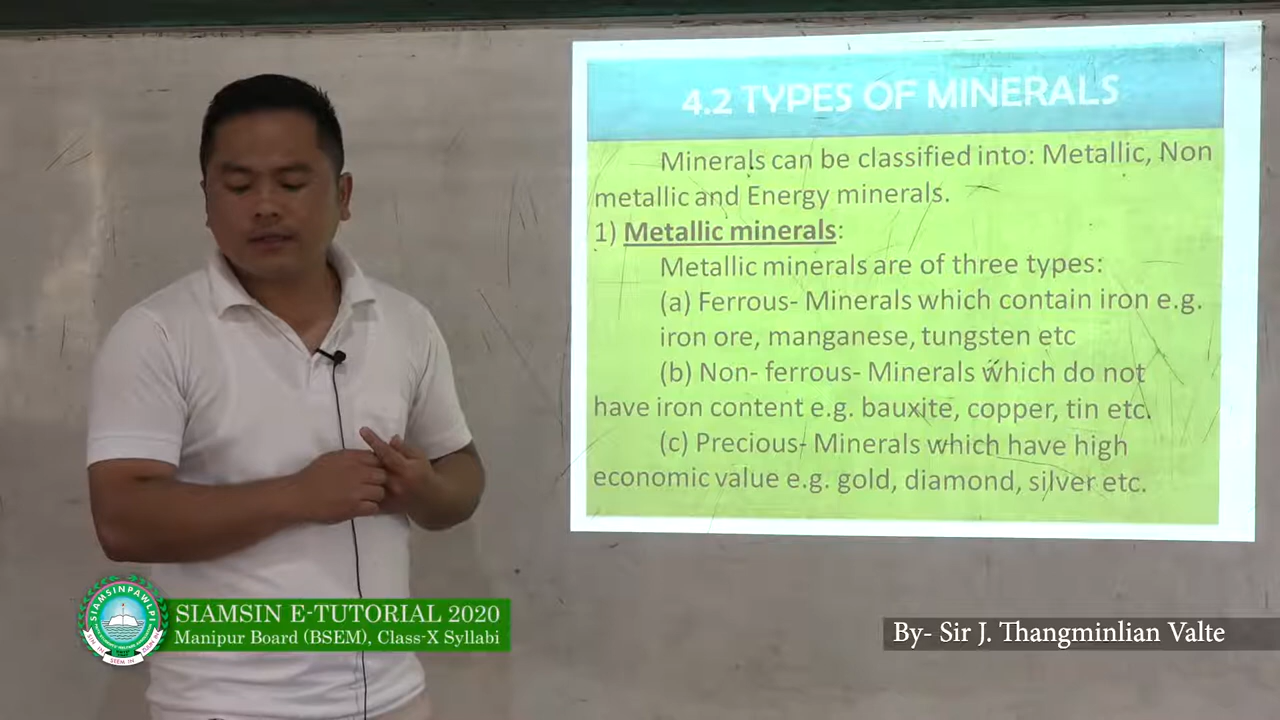 4.2 TYPES OF MINERALS
Minerals can be classified into: Metallic, Non
metallic and Energy minerals.
1) Metallic minerals:
Metallic minerals are of three types:
(a) Ferrous- Minerals which contain iron e.g.
iron ore, manganese, tungsten etc
(b) Non- ferrous- Minerals which do not
have iron content e.g. bauxite, copper, tin etc.
(c) Precious- Minerals which have high
economic value e.g. gold, diamond, silver etc.
SIAMSINPAWLPI
SIAMSIN E-TUTORIAL 2020
Manipur Board (BSEM), Class-X Syllabi
By- Sir J. Thangminlian Valte